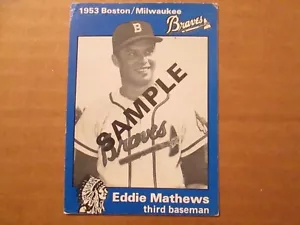 1953 Boston/Milwaukee
Braves
B
SAMPLE
Braves
Eddie Mathews
third baseman